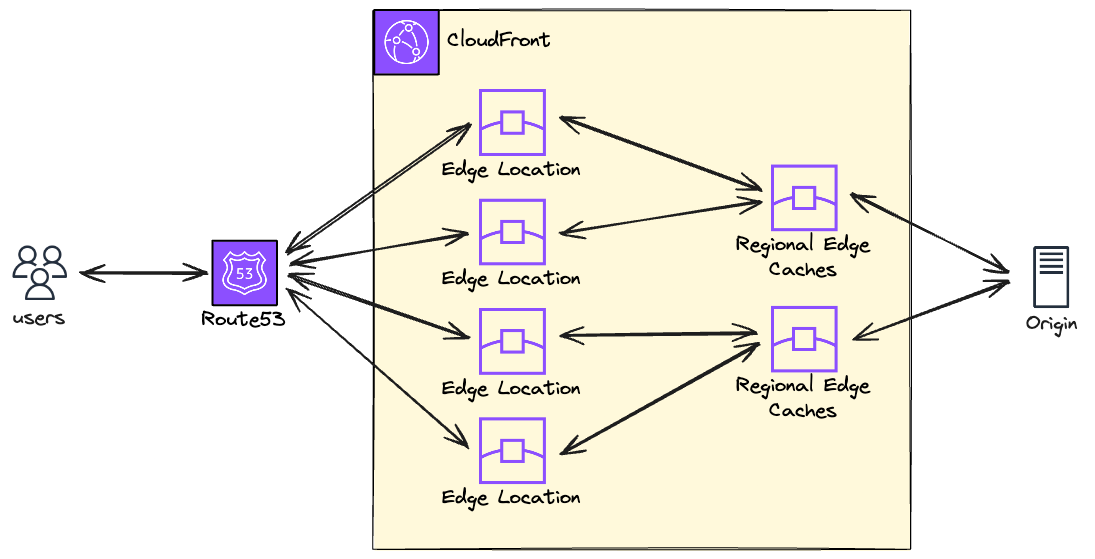 CloudFront
Edge Location
Edge Location
Edge Location
Edge Location
Regional Edge
Caches
Regional Edge
Caches
users
53
Route53
Origin